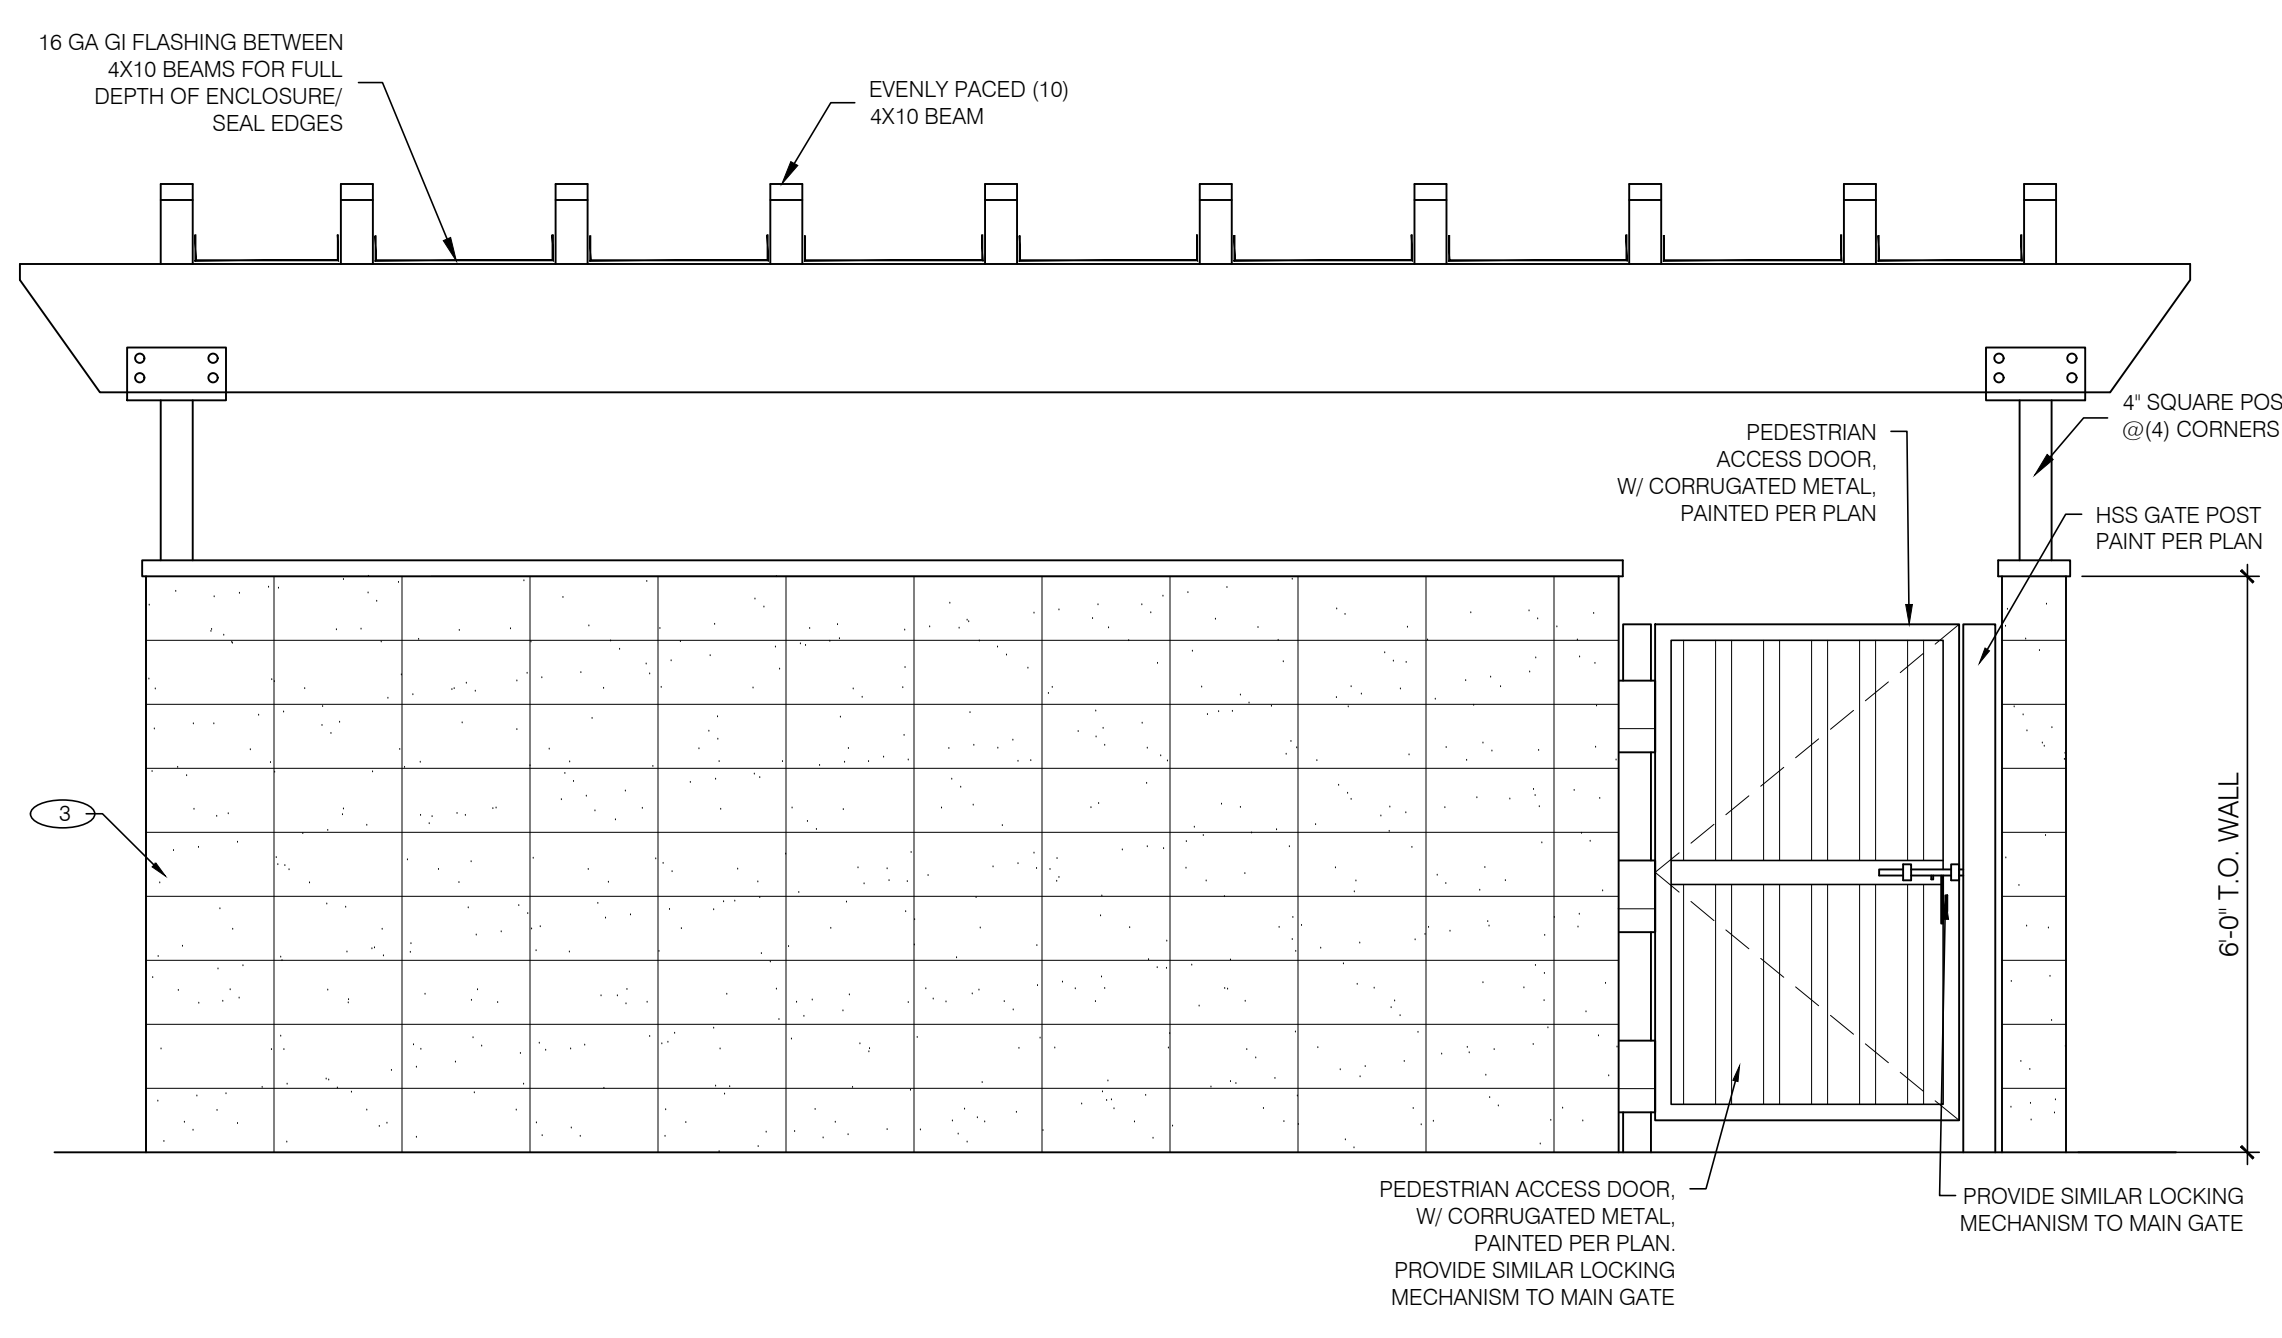 16 GA GI FLASHING BETWEEN
4X10 BEAMS FOR FULL
DEPTH OF ENCLOSURE/
SEAL EDGES
EVENLY PACED (10)
4X10 BEAM
4" SQUARE POS
@(4) CORNERS
PEDESTRIAN
ACCESS DOOR,
W/ CORRUGATED METAL,
PAINTED PER PLAN
HSS GATE POST
PAINT PER PLAN
3
6'-0" T.O. WALL
PEDESTRIAN ACCESS DOOR,
W/ CORRUGATED METAL,
PAINTED PER PLAN.
PROVIDE SIMILAR LOCKING
MECHANISM TO MAIN GATE
PROVIDE SIMILAR LOCKING
MECHANISM TO MAIN GATE